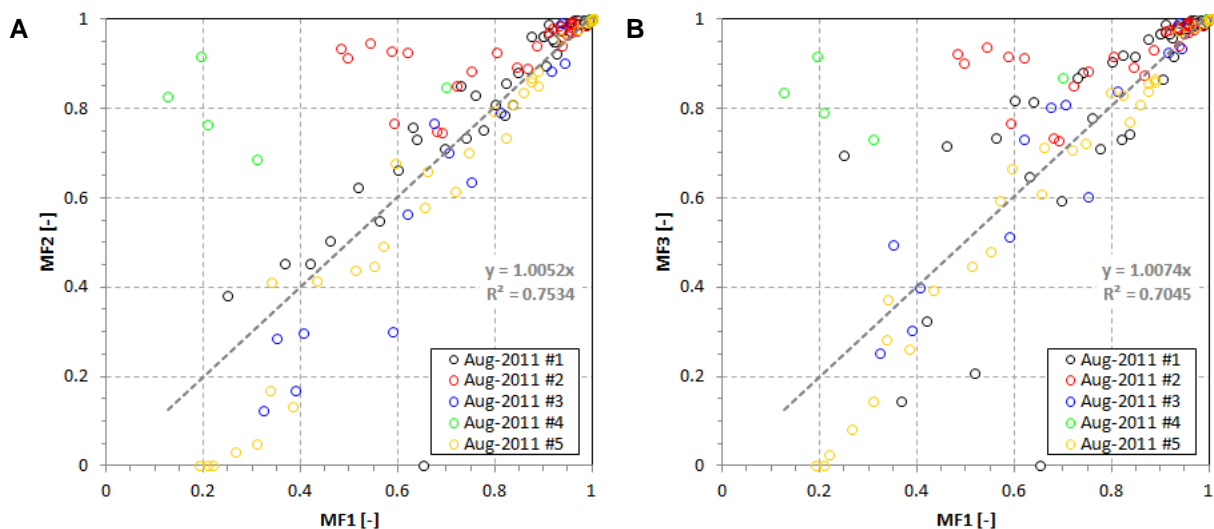 A
1
0.8
0.6
0.4
0.2
0
MF2 [-]
y = 1.0052x
R² = 0.7534
Aug-2011 #1
Aug-2011 #2
Aug-2011 #3
Aug-2011 #4
Aug-2011 #5
0 0.2 0.4 0.6 0.8 1
MF1 [-]
B
1
0.8
0.6
0.4
0.2
0
MF3 [-]
y = 1.0074x
R² = 0.7045
Aug-2011 #1
Aug-2011 #2
Aug-2011 #3
Aug-2011 #4
Aug-2011 #5
0 0.2 0.4 0.6 0.8 1
MF1 [-]